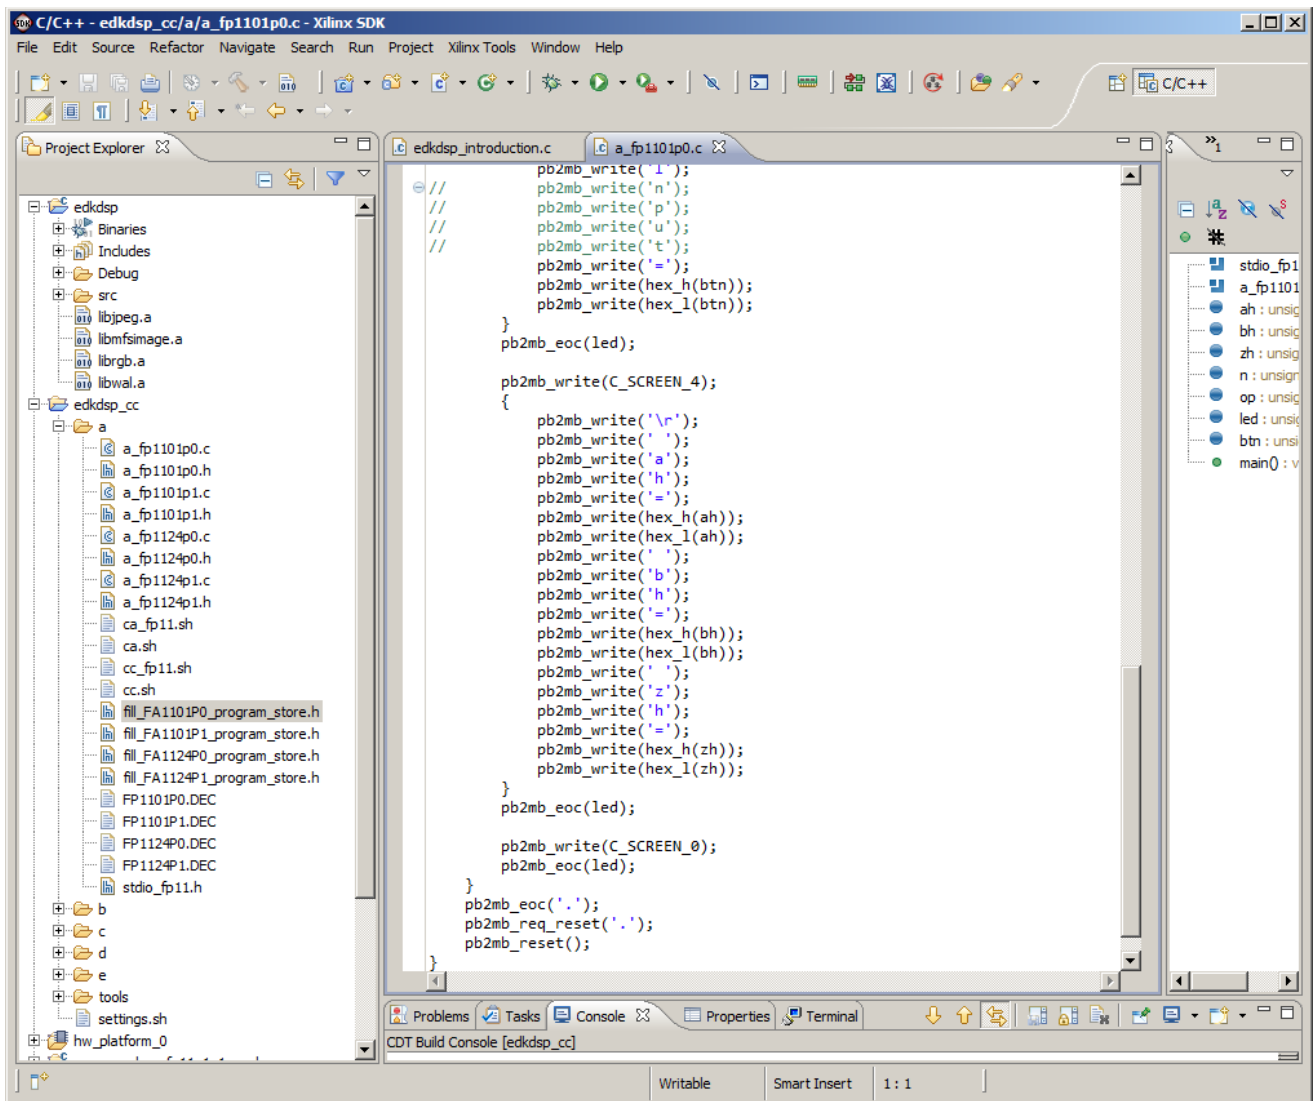 C/C++ - edkdsp_cc/a/a_fp1101p0.c - Xilinx SDK
File Edit Source Refactor Navigate Search Run Project Xilinx Tools Window Help
C/C++
Project Explorer
edkdsp
Binaries
Includes
Debug
src
libjpeg.a
libmfsimage.a
librgb.a
libwal.a
edkdsp_cc
a
a_fp1101p0.c
a_fp1101p0.h
a_fp1101p1.c
a_fp1101p1.h
a_fp1124p0.c
a_fp1124p0.h
a_fp1124p1.c
a_fp1124p1.h
ca_fp11.sh
ca.sh
cc_fp11.sh
cc.sh
fill_FA1101P0_program_store.h
fill_FA1101P1_program_store.h
fill_FA1124P0_program_store.h
fill_FA1124P1_program_store.h
FP1101P0.DEC
FP1101P1.DEC
FP1124P0.DEC
FP1124P1.DEC
stdio_fp11.h
b
c
d
e
tools
settings.sh
hw_platform_0
edkdsp_introduction.c
a_fp1101p0.c
// pb2mb_write('n');
// pb2mb_write('p');
// pb2mb_write('u');
// pb2mb_write('t');
pb2mb_write('=');
pb2mb_write(hex_h(btn));
pb2mb_write(hex_l(btn));
}
pb2mb_eoc(led);
pb2mb_write(C_SCREEN_4);
{
pb2mb_write('\r');
pb2mb_write(' ');
pb2mb_write('a');
pb2mb_write('h');
pb2mb_write('=');
pb2mb_write(hex_h(ah));
pb2mb_write(hex_l(ah));
pb2mb_write(' ');
pb2mb_write('b');
pb2mb_write('h');
pb2mb_write('=');
pb2mb_write(hex_h(bh));
pb2mb_write(hex_l(bh));
pb2mb_write(' ');
pb2mb_write('z');
pb2mb_write('h');
pb2mb_write('=');
pb2mb_write(hex_h(zh));
pb2mb_write(hex_l(zh));
}
pb2mb_eoc(led);
pb2mb_write(C_SCREEN_0);
pb2mb_eoc(led);
}
pb2mb_eoc('.');
pb2mb_req_reset('.');
pb2mb_reset();
}
stdio_fp1
a_fp1101
ah : unsig
bh : unsig
zh : unsig
n : unsign
op : unsig
led : unsig
btn : unsi
main() : v
Problems Tasks Console Properties Terminal
CDT Build Console [edkdsp_cc]
Writable Smart Insert 1 : 1